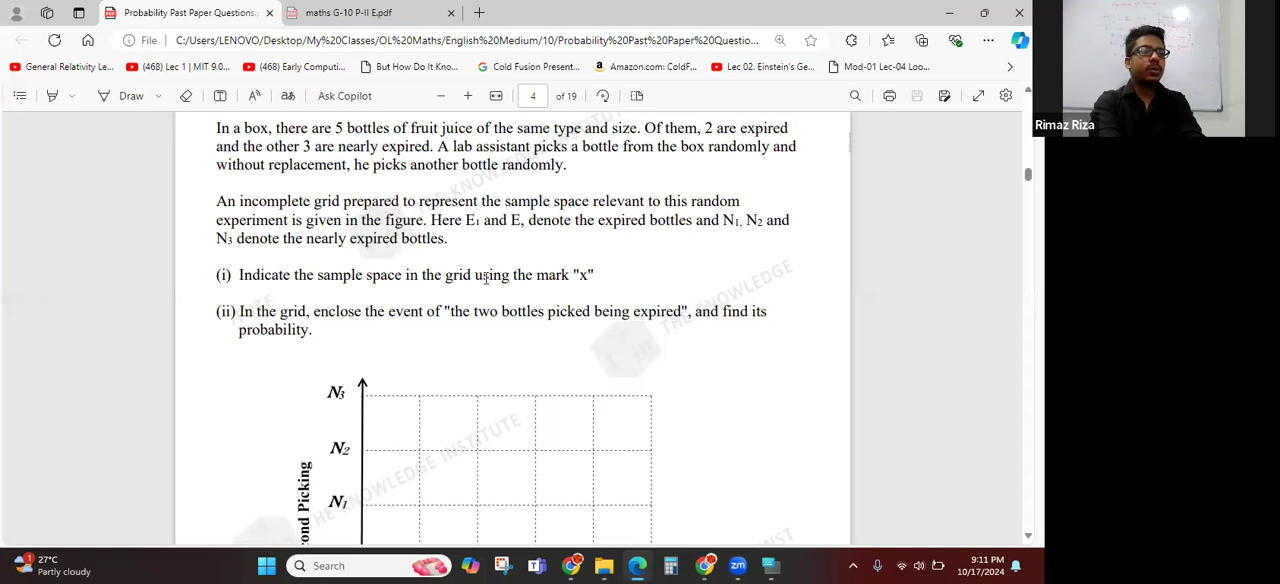 Probability Past Paper Questions.
maths G-10 P-II E.pdf
File
C:/Users/LENOVO/Desktop/My%20Classes/OL%20Maths/English%20Medium/10/Probability%20Past%20Paper%20Questio...
General Relativity Le...
(468) Lec 1 | MIT 9.0...
(468) Early Computi...
But How Do It Kno...
Cold Fusion Present...
Amazon.com: ColdF...
Lec 02. Einstein's Ge...
Mod-01 Lec-04 Loo...
Draw
Ask Copilot
4 of 19
Rimaz Riza
In a box, there are 5 bottles of fruit juice of the same type and size. Of them, 2 are expired
and the other 3 are nearly expired. A lab assistant picks a bottle from the box randomly and
without replacement, he picks another bottle randomly.
An incomplete grid prepared to represent the sample space relevant to this random
experiment is given in the figure. Here E₁ and E, denote the expired bottles and N₁, N₂ and
N₃ denote the nearly expired bottles.
(i) Indicate the sample space in the grid using the mark "x"
(ii) In the grid, enclose the event of "the two bottles picked being expired", and find its
probability.
N₃
N₂
N₁
ond Picking
THE KNOWLEDGE
THE KNOWLEDGE INSTITUTE
27°C
Partly cloudy
Search
9:11 PM
10/17/2024